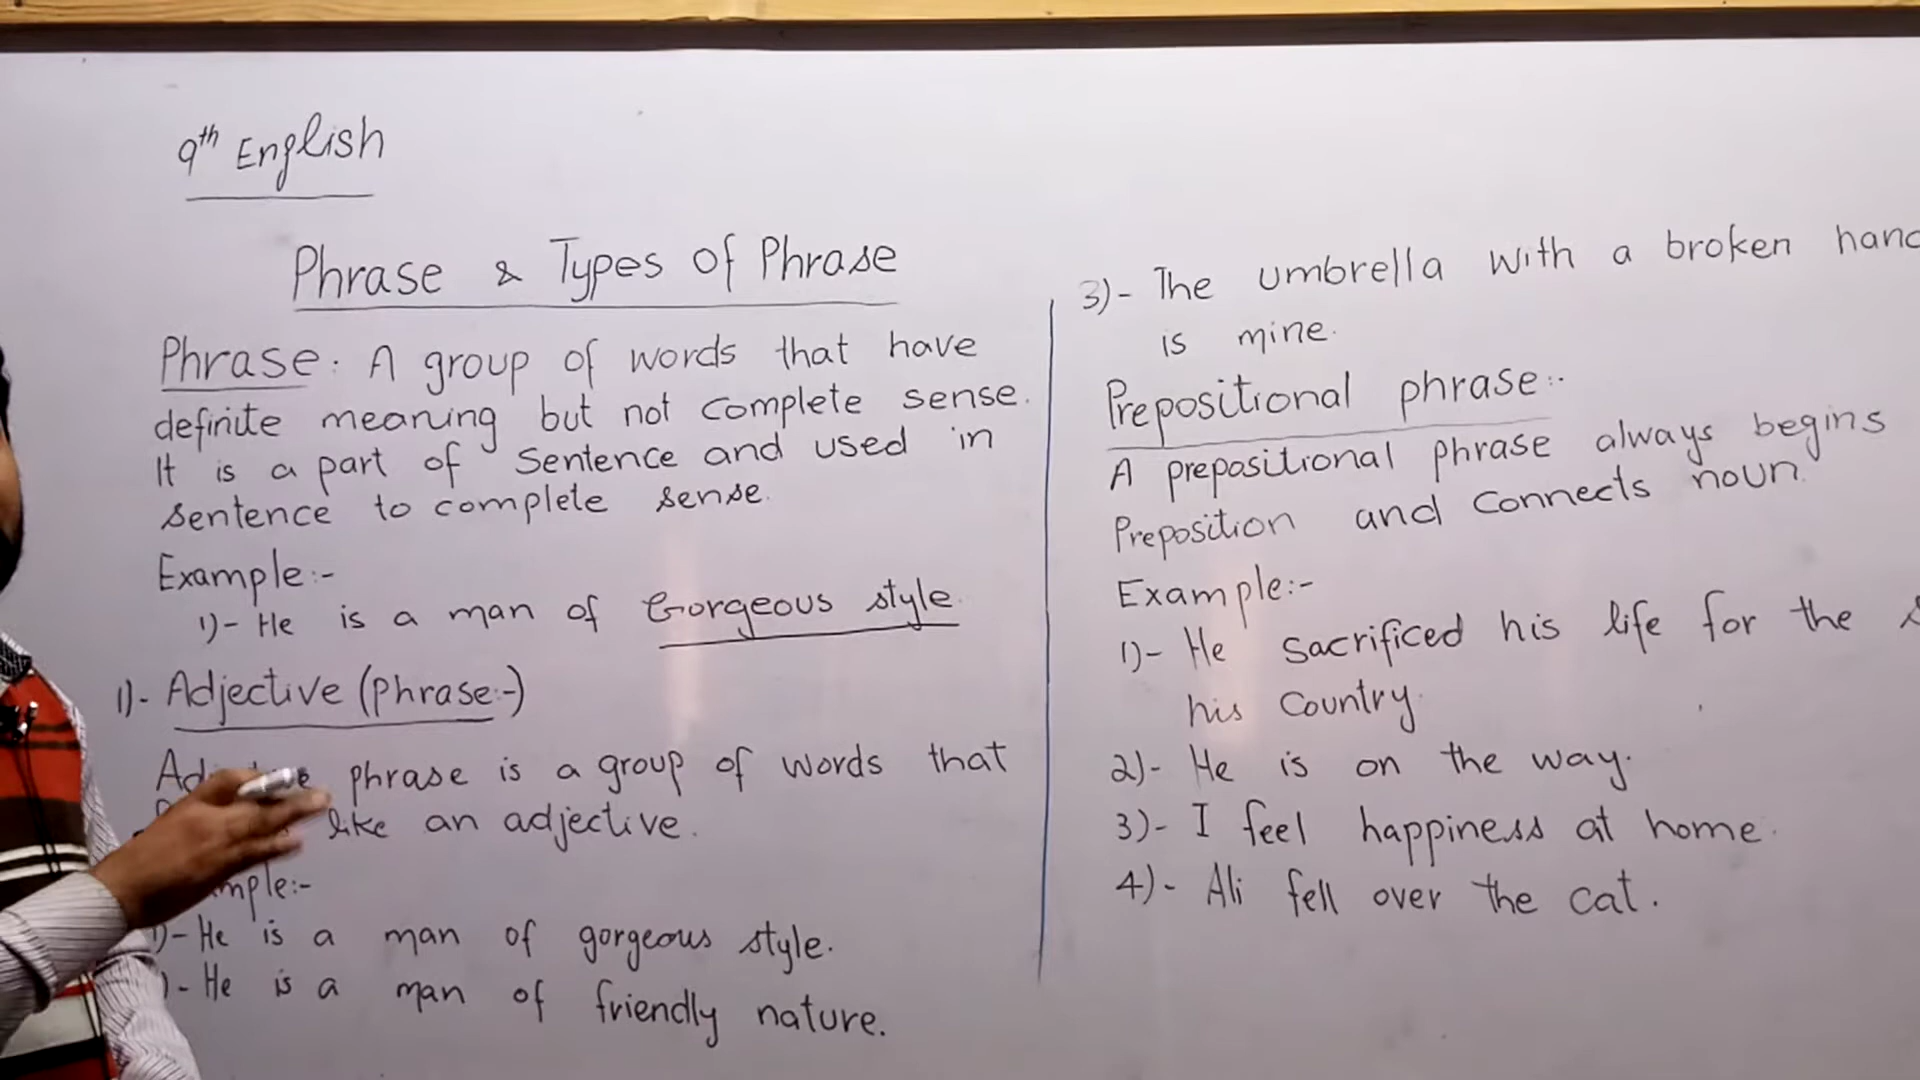 9th English
Phrase & Types of Phrase
Phrase: A group of words that have
definite meaning but not complete sense.
It is a part of sentence and used in
sentence to complete sense.
Example:-
1)- He is a man of Gorgeous style.
1)- Adjective (phrase:-)
phrase is a group of words that
like an adjective.
1)- He is a man of gorgeous style.
)- He is a man of friendly nature.
3)- The umbrella with a broken
is mine.
Prepositional phrase:-
A prepositional phrase always begins
Preposition and connects noun.
Example:-
1)- He sacrificed his life for the
his country.
2)- He is on the way.
3)- I feel happiness at home.
4)- Ali fell over the cat.